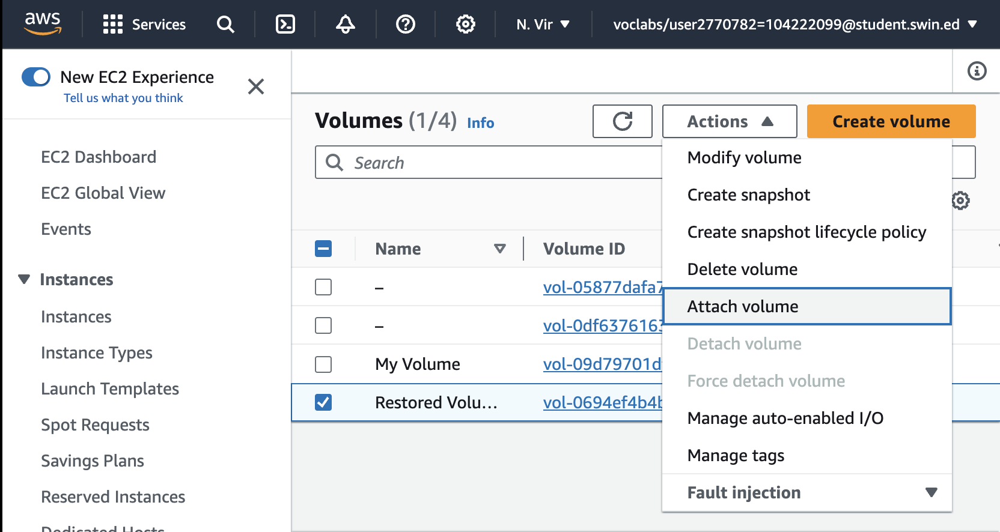 aws
Services
N. Vir
voclabs/user2770782=104222099@student.swin.ed
New EC2 Experience
Tell us what you think
EC2 Dashboard
EC2 Global View
Events
Instances
Instances
Instance Types
Launch Templates
Spot Requests
Savings Plans
Reserved Instances
Dedicated Hosts
Volumes (1/4) Info
Actions
Create volume
Search
Name
Volume ID
–
vol-05877dafa7
–
vol-0df6376163
My Volume
vol-09d79701d
Restored Volu...
vol-0694ef4b4b
Modify volume
Create snapshot
Create snapshot lifecycle policy
Delete volume
Attach volume
Detach volume
Force detach volume
Manage auto-enabled I/O
Manage tags
Fault injection